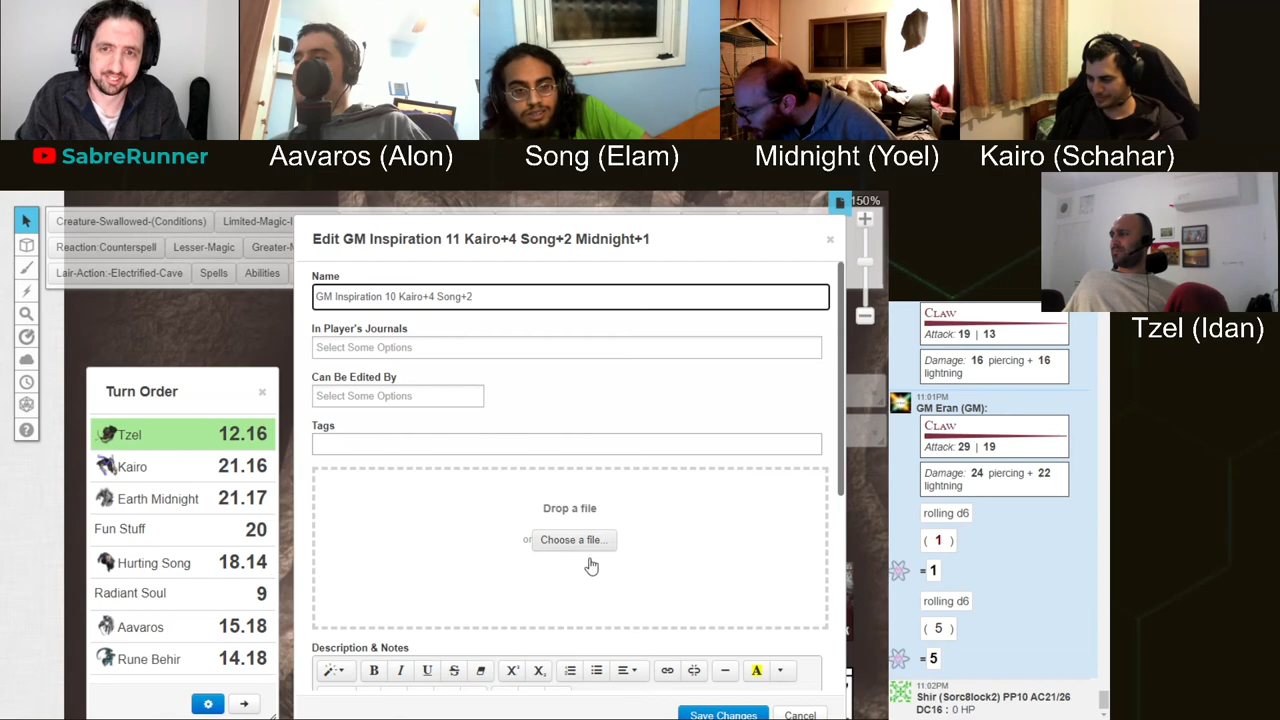 SabreRunner
Aavaros (Alon)
Song (Elam)
Midnight (Yoel)
Kairo (Schahar)
Tzel (Idan)
150%
Creature-Swallowed-(Conditions)
Limited-Magic-I
Reaction:Counterspell
Lesser-Magic
Greater-M
Lair-Action:-Electrified-Cave
Spells
Abilities
Edit GM Inspiration 11 Kairo+4 Song+2 Midnight+1
×
Name
GM Inspiration 10 Kairo+4 Song+2
In Player's Journals
Select Some Options
Can Be Edited By
Select Some Options
Tags
Drop a file
or
Choose a file...
Description & Notes
B I U S
Save Changes
Cancel
Turn Order
×
Tzel 12.16
Kairo 21.16
Earth Midnight 21.17
Fun Stuff 20
Hurting Song 18.14
Radiant Soul 9
Aavaros 15.18
Rune Behir 14.18
CLAW
Attack: 19 | 13
Damage: 16 piercing + 16
lightning
11:01PM
GM Eran (GM):
CLAW
Attack: 29 | 19
Damage: 24 piercing + 22
lightning
rolling d6
( 1 )
= 1
rolling d6
( 5 )
= 5
11:02PM
Shir (Sorc8lock2) PP10 AC21/26
DC16 : 0 HP